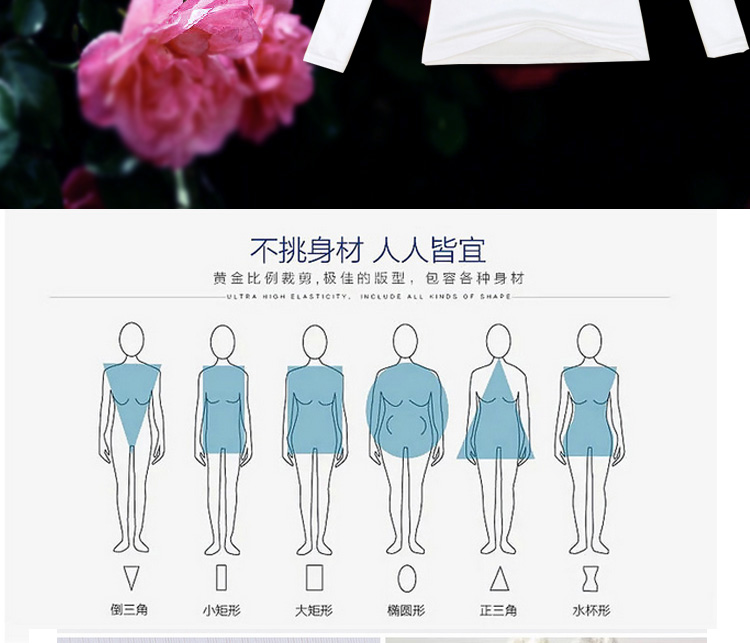 不挑身材 人人皆宜
黄金比例裁剪,极佳的版型，包容各种身材
ULTRA HIGH ELASTICITY, INCLUDE ALL KINDS OF SHAPE
倒三角 小矩形 大矩形 椭圆形 正三角 水杯形